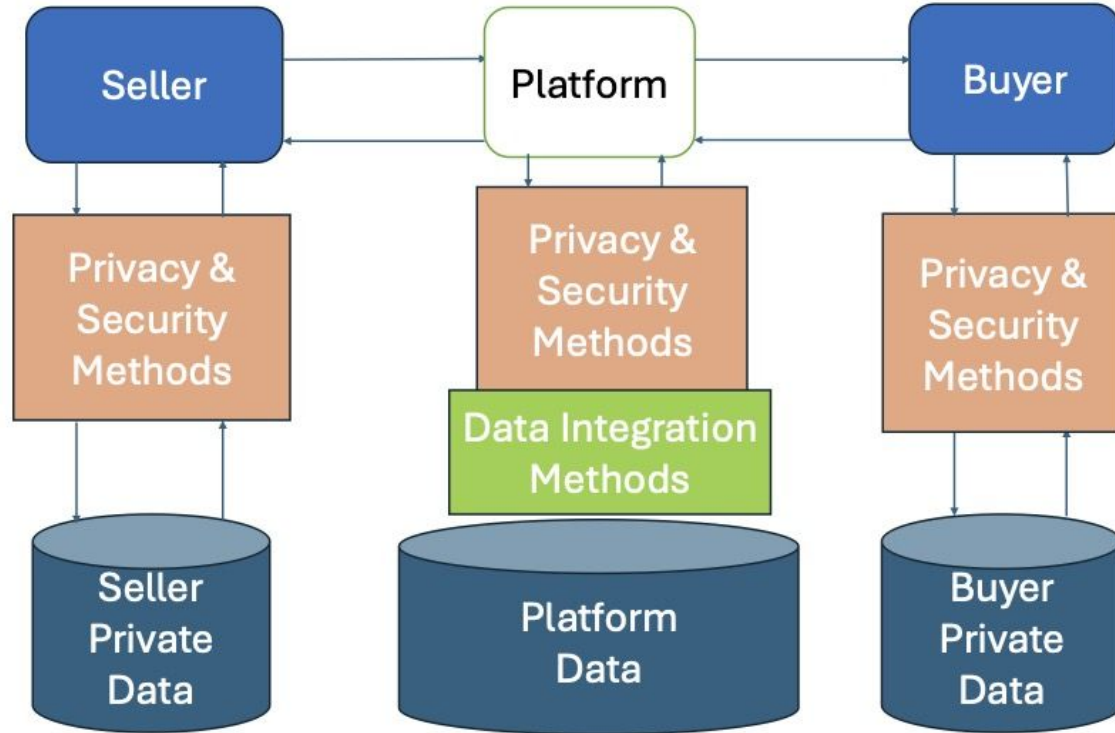 Seller
Platform
Buyer
Privacy &
Security
Methods
Privacy &
Security
Methods
Privacy &
Security
Methods
Data Integration
Methods
Seller
Private
Data
Platform
Data
Buyer
Private
Data